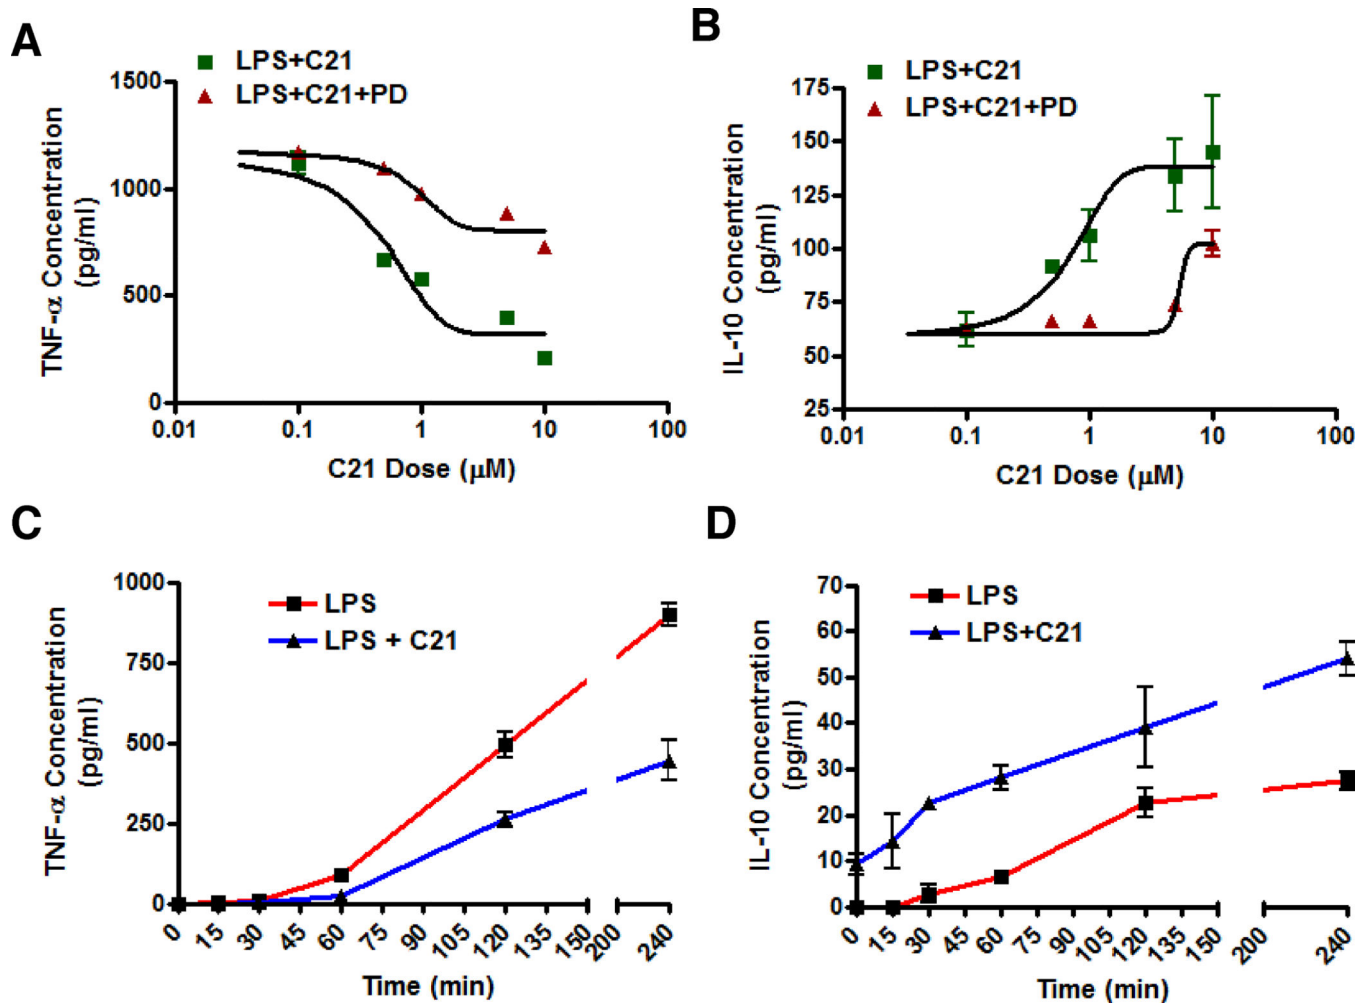 A
LPS+C21
LPS+C21+PD
TNF-α Concentration
(pg/ml)
1500
1000
500
0
0.01 0.1 1 10 100
C21 Dose (μM)
B
LPS+C21
LPS+C21+PD
IL-10 Concentration
(pg/ml)
175
150
125
100
75
50
25
0.01 0.1 1 10 100
C21 Dose (μM)
C
LPS
LPS + C21
TNF-α Concentration
(pg/ml)
1000
750
500
250
0
0 15 30 45 60 75 90 105 120 135 150 200 240
Time (min)
D
LPS
LPS+C21
IL-10 Concentration
(pg/ml)
70
60
50
40
30
20
10
0
0 15 30 45 60 75 90 105 120 135 150 200 240
Time (min)